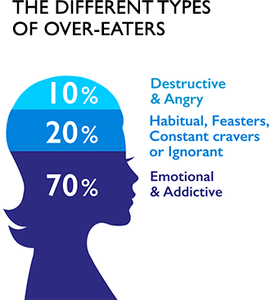 THE DIFFERENT TYPES
OF OVER-EATERS
10%
Destructive
& Angry
20%
Habitual, Feasters,
Constant cravers
or Ignorant
70%
Emotional
& Addictive